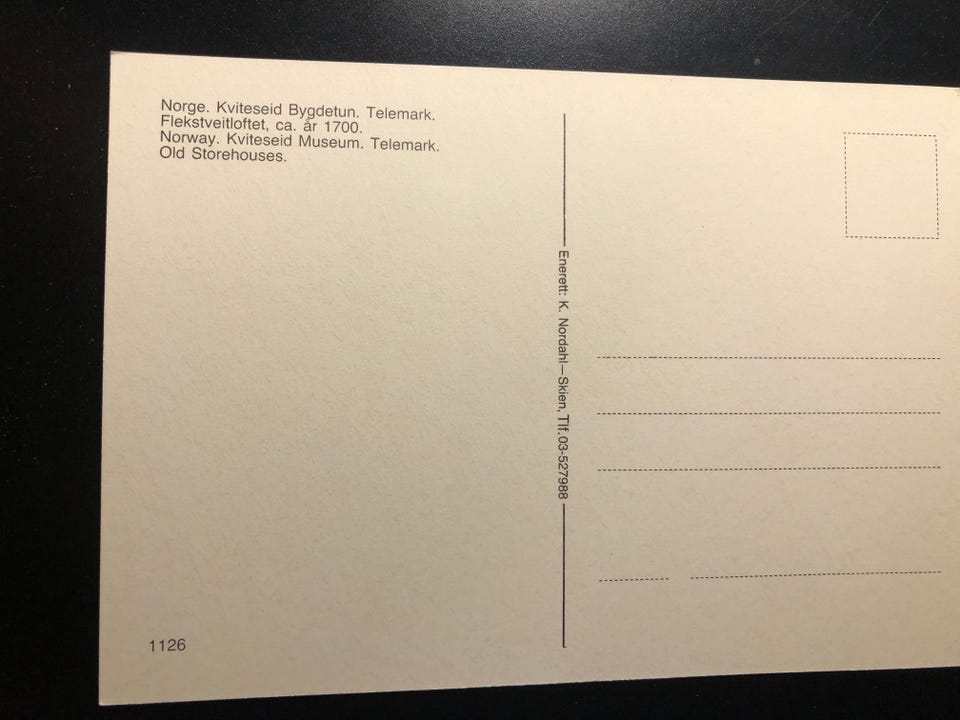 Norge. Kviteseid Bygdetun. Telemark.
Flekstveitloftet, ca. år 1700.
Norway. Kviteseid Museum. Telemark.
Old Storehouses.
Enerett: K. Nordahl—Skien, Tlf. 03-527988
1126